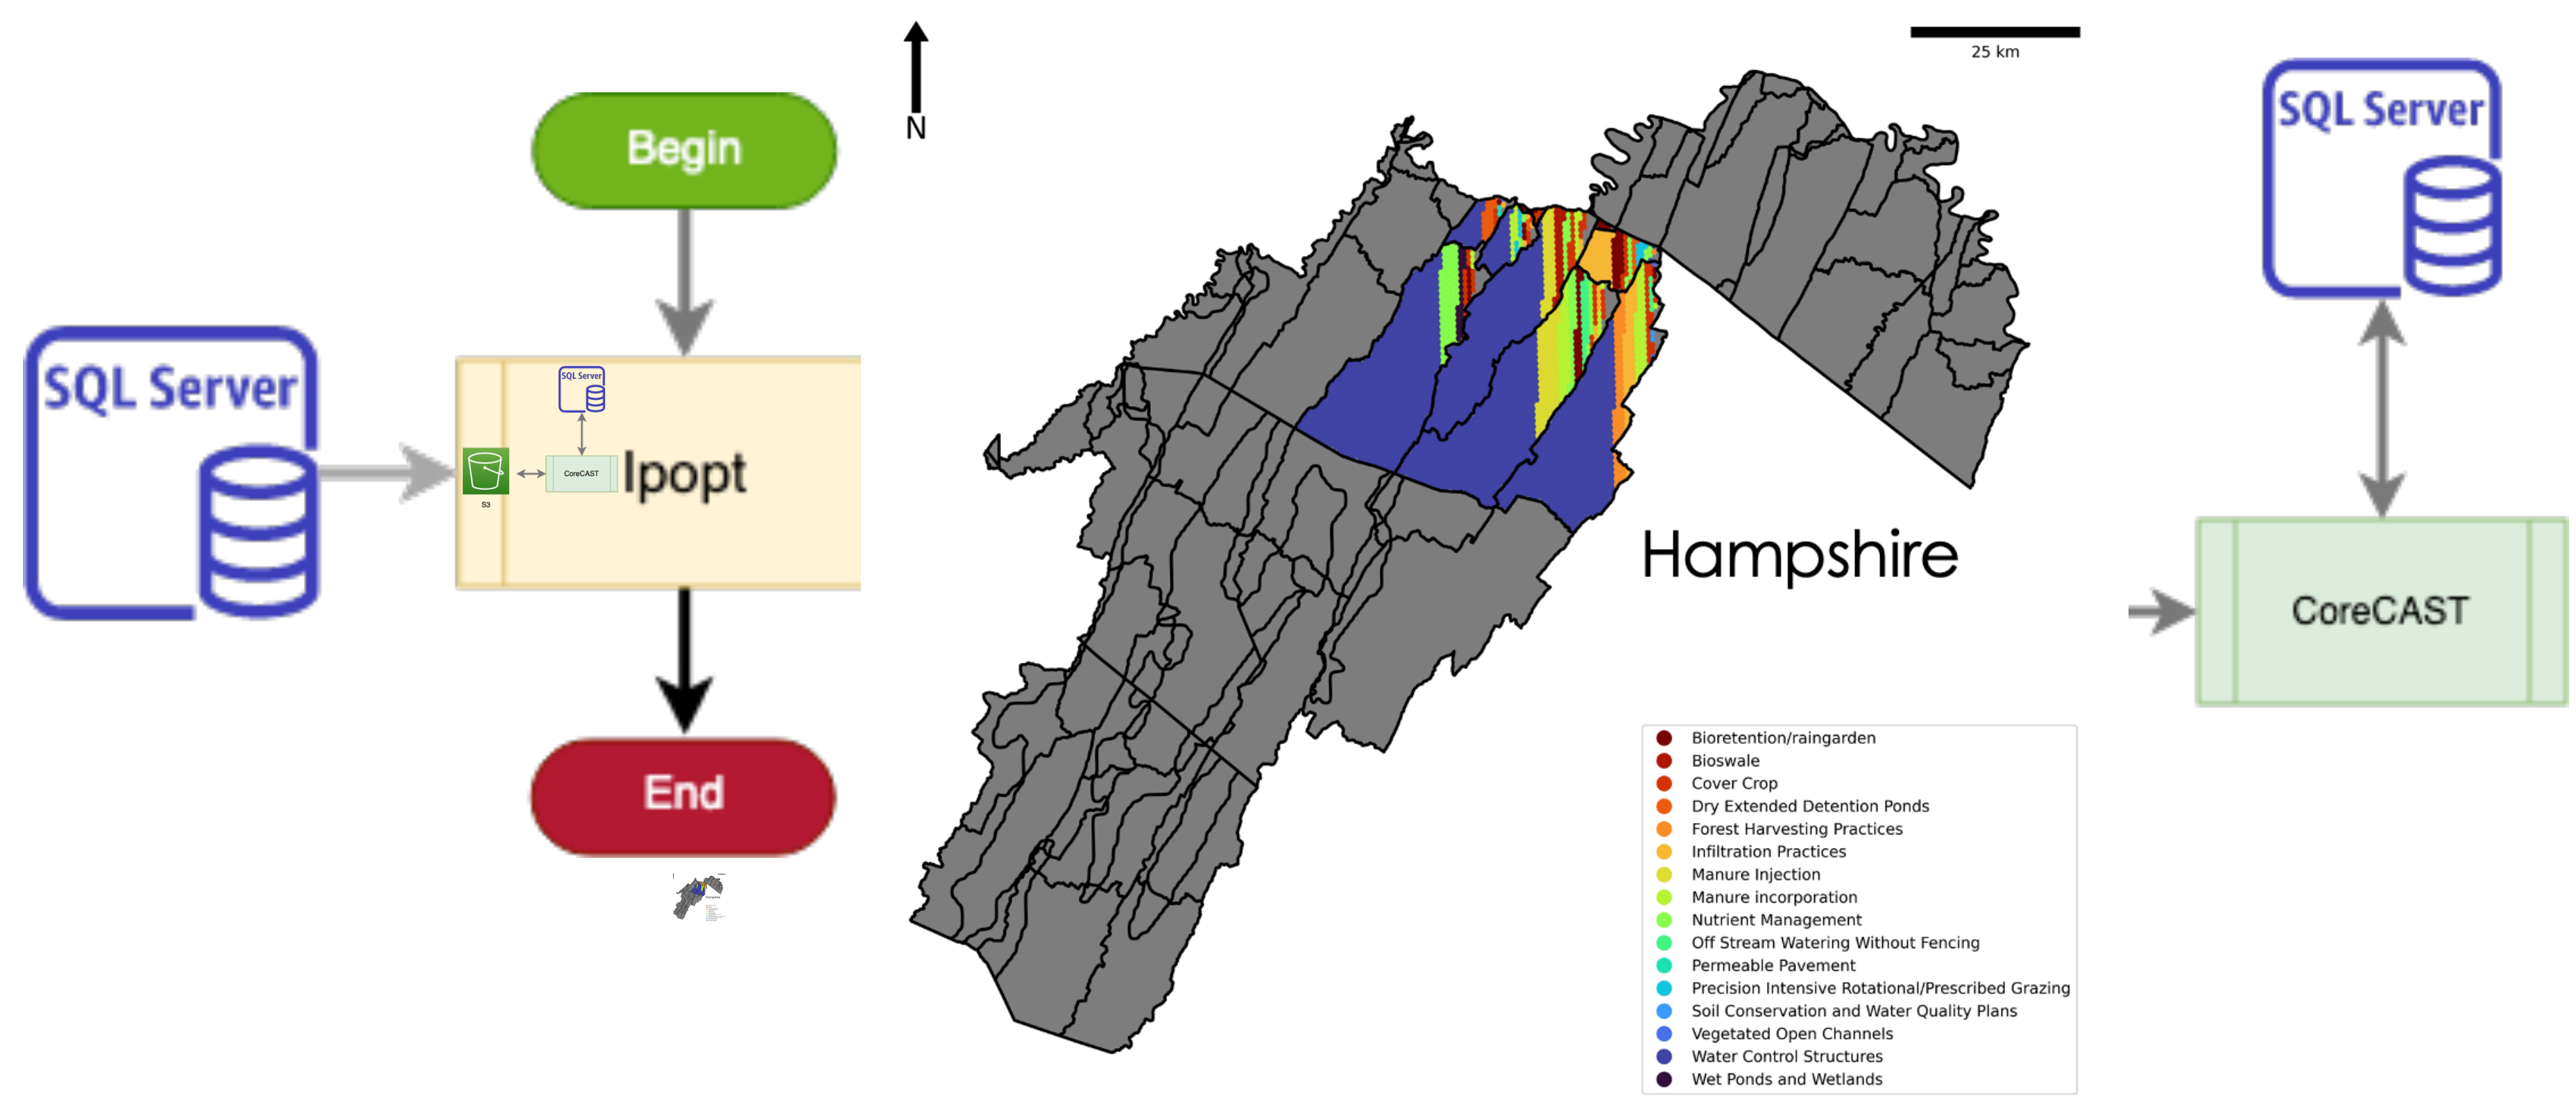 Begin
SQL Server
SQL Server
CoreCAST
Ipopt
S3
End
N
25 km
Hampshire
Bioretention/raingarden
Bioswale
Cover Crop
Dry Extended Detention Ponds
Forest Harvesting Practices
Infiltration Practices
Manure Injection
Manure incorporation
Nutrient Management
Off Stream Watering Without Fencing
Permeable Pavement
Precision Intensive Rotational/Prescribed Grazing
Soil Conservation and Water Quality Plans
Vegetated Open Channels
Water Control Structures
Wet Ponds and Wetlands
SQL Server
CoreCAST